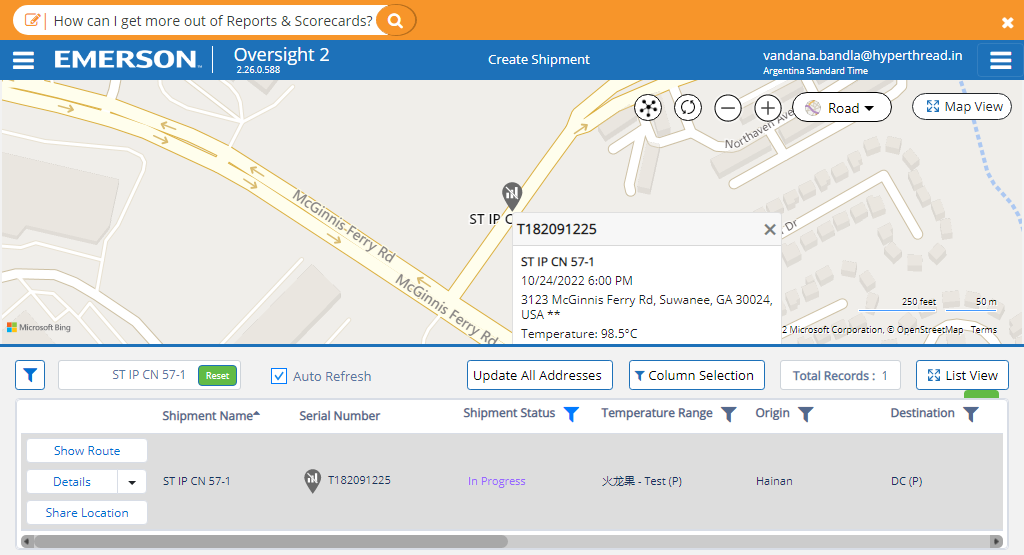 How can I get more out of Reports & Scorecards?
EMERSON
Oversight 2
2.26.0.588
Create Shipment
vandana.bandla@hyperthread.in
Argentina Standard Time
Road
Map View
Northaven Ave
McGinnis Ferry Rd
ST IP C
T182091225
Dr
ST IP CN 57-1
10/24/2022 6:00 PM
3123 McGinnis Ferry Rd, Suwanee, GA 30024,
USA **
Temperature: 98.5°C
McGinnis Ferry Rd
250 feet
50 m
Microsoft Bing
2 Microsoft Corporation, © OpenStreetMap Terms
ST IP CN 57-1
Reset
Auto Refresh
Update All Addresses
Column Selection
Total Records : 1
List View
Shipment Name
Serial Number
Shipment Status
Temperature Range
Origin
Destination
Show Route
Details
Share Location
ST IP CN 57-1
T182091225
In Progress
火龙果 - Test (P)
Hainan
DC (P)